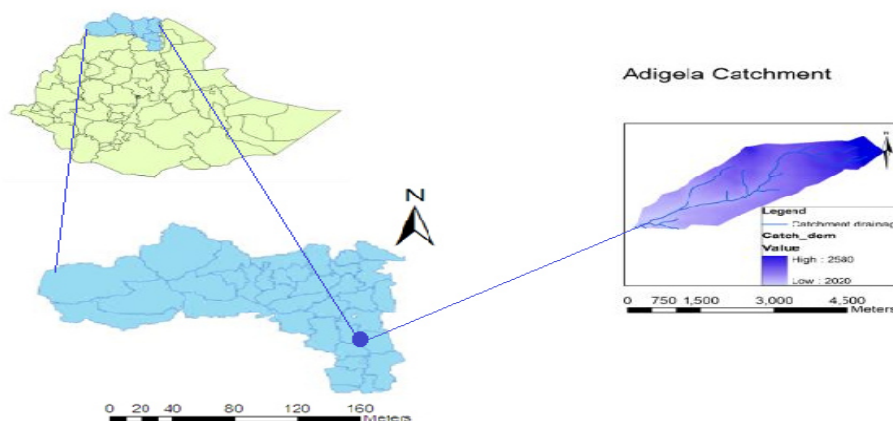 Adigela Catchment
N
Legend
Catchment drainag
Catch_dem
Value
High : 2580
Low : 2020
0 750 1,500 3,000 4,500
Meters
0 20 40 80 120 160
Meters